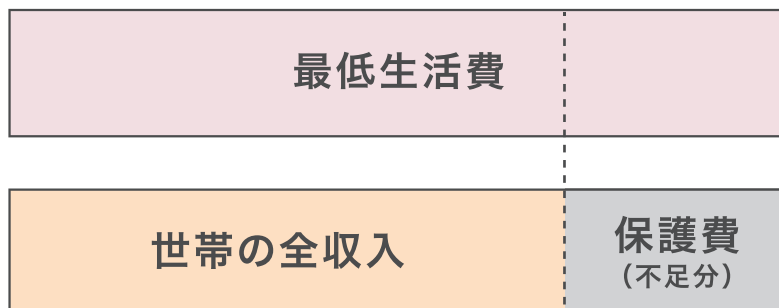 最低生活費
世帯の全収入
保護費
（不足分）